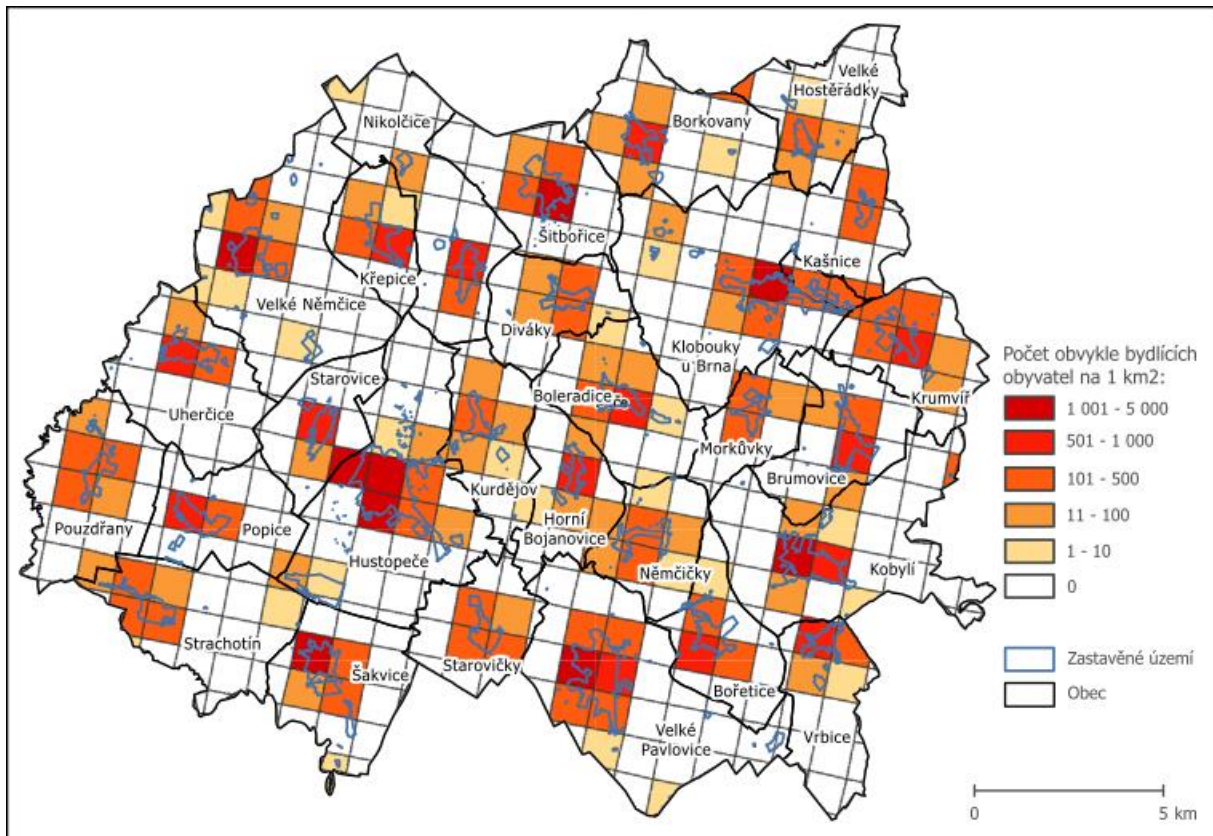 Velké
Hostěrádky
Nikolčice
Borkovany
Šitbořice
Kašnice
Křepice
Velké Němčice
Diváky
Klobouky
u Brna
Starovice
Boleradice
Uherčice
Krumvíř
Morkůvky
Brumovice
Kurdějov
Horní
Bojanovice
Pouzdřany
Popice
Hustopeče
Němčičky
Kobylí
Strachotín
Šakvice
Starovičky
Bořetice
Velké
Pavlovice
Vrbice
Počet obvykle bydlících
obyvatel na 1 km2:
1 001 - 5 000
501 - 1 000
101 - 500
11 - 100
1 - 10
0
Zastavěné území
Obec
0
5 km